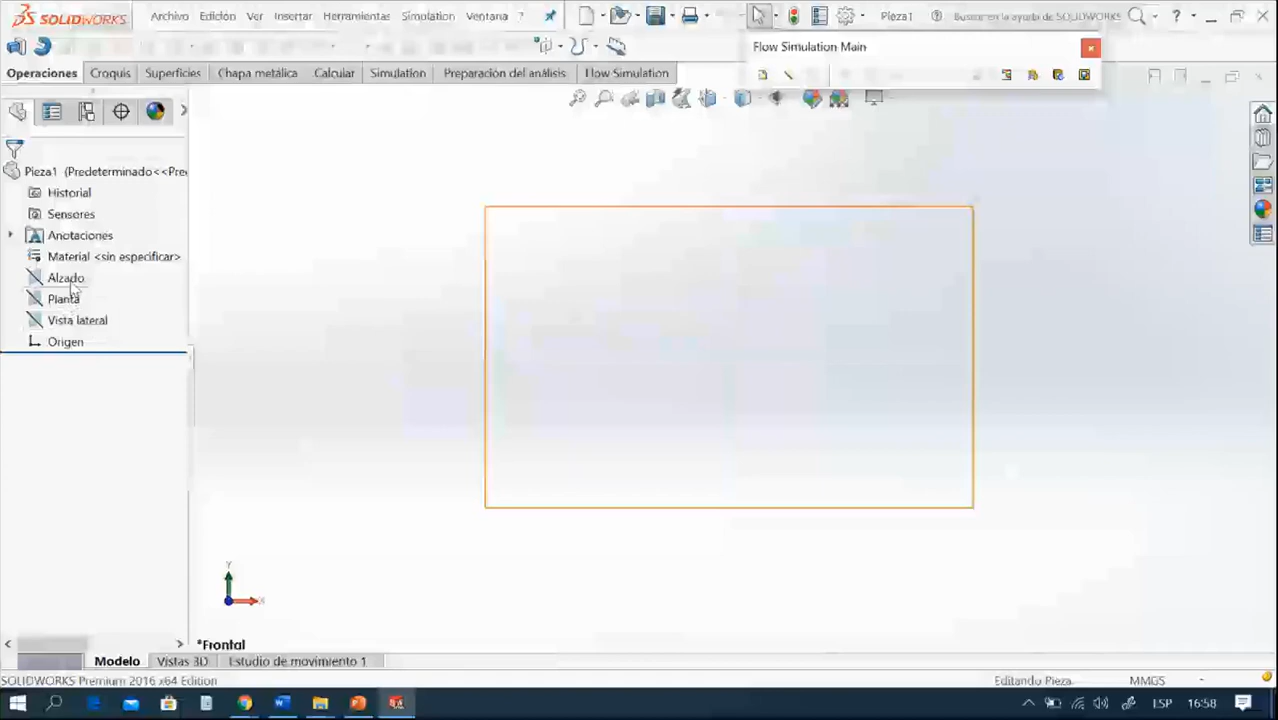 SOLIDWORKS Archivo Edición Ver Insertar Herramientas Simulation Ventana ? Pieza1 Buscar en la ayuda de SOLIDWORKS ?
Flow Simulation Main
Operaciones Croquis Superficies Chapa metálica Calcular Simulation Preparación del análisis Flow Simulation
Pieza1 (Predeterminado<<Pre
Historial
Sensores
Anotaciones
Material <sin especificar>
Alzado
Planta
Vista lateral
Origen
Y
X
*Frontal
Modelo Vistas 3D Estudio de movimiento 1
SOLIDWORKS Premium 2016 x64 Edition Editando Pieza MMGS -
ESP 16:58